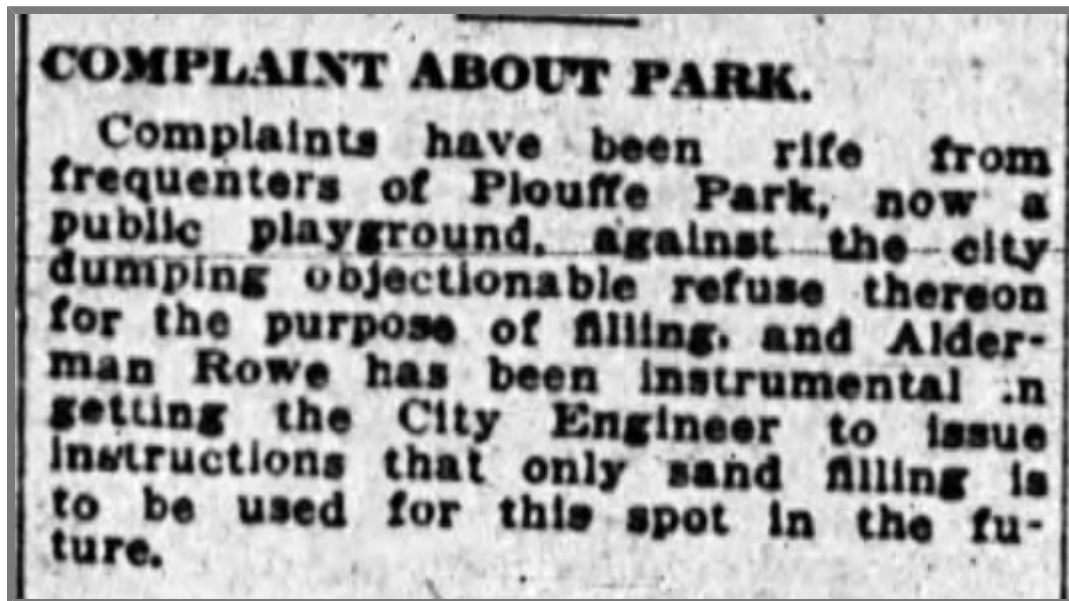 COMPLAINT ABOUT PARK.
Complaints have been rife from
frequenters of Plouffe Park, now a
public playground, against the city
dumping objectionable refuse thereon
for the purpose of filling, and Alder-
man Rowe has been instrumental in
getting the City Engineer to issue
instructions that only sand filling is
to be used for this spot in the fu-
ture.